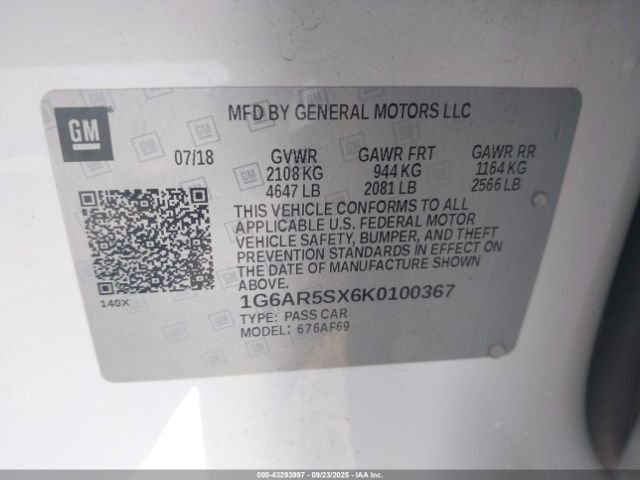 GM
MFD BY GENERAL MOTORS LLC
07/18 GVWR GAWR FRT GAWR RR
2108 KG 944 KG 1164 KG
4647 LB 2081 LB 2566 LB
THIS VEHICLE CONFORMS TO ALL
APPLICABLE U.S. FEDERAL MOTOR
VEHICLE SAFETY, BUMPER, AND THEFT
PREVENTION STANDARDS IN EFFECT ON
THE DATE OF MANUFACTURE SHOWN
ABOVE.
140X
1G6AR5SX6K0100367
TYPE: PASS CAR
MODEL: 676AF69
000-43293997 - 09/23/2025 - IAAI.COM